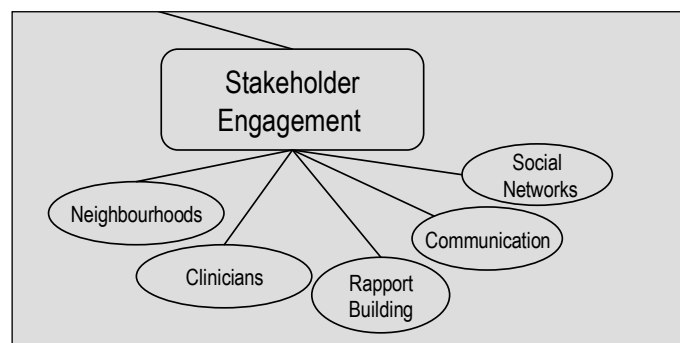 Stakeholder
Engagement
Social
Networks
Neighbourhoods
Communication
Clinicians
Rapport
Building